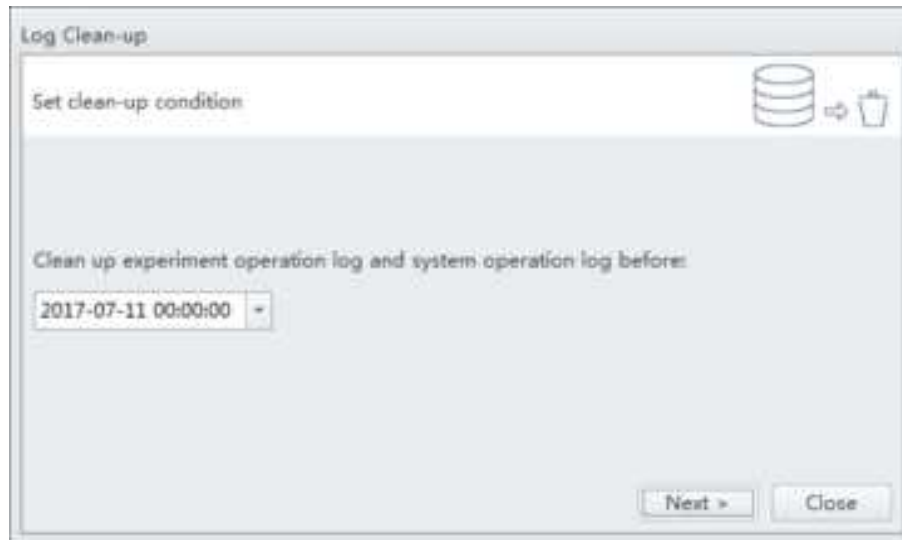 Log Clean-up
Set clean-up condition
Clean up experiment operation log and system operation log before:
2017-07-11 00:00:00
Next >
Close